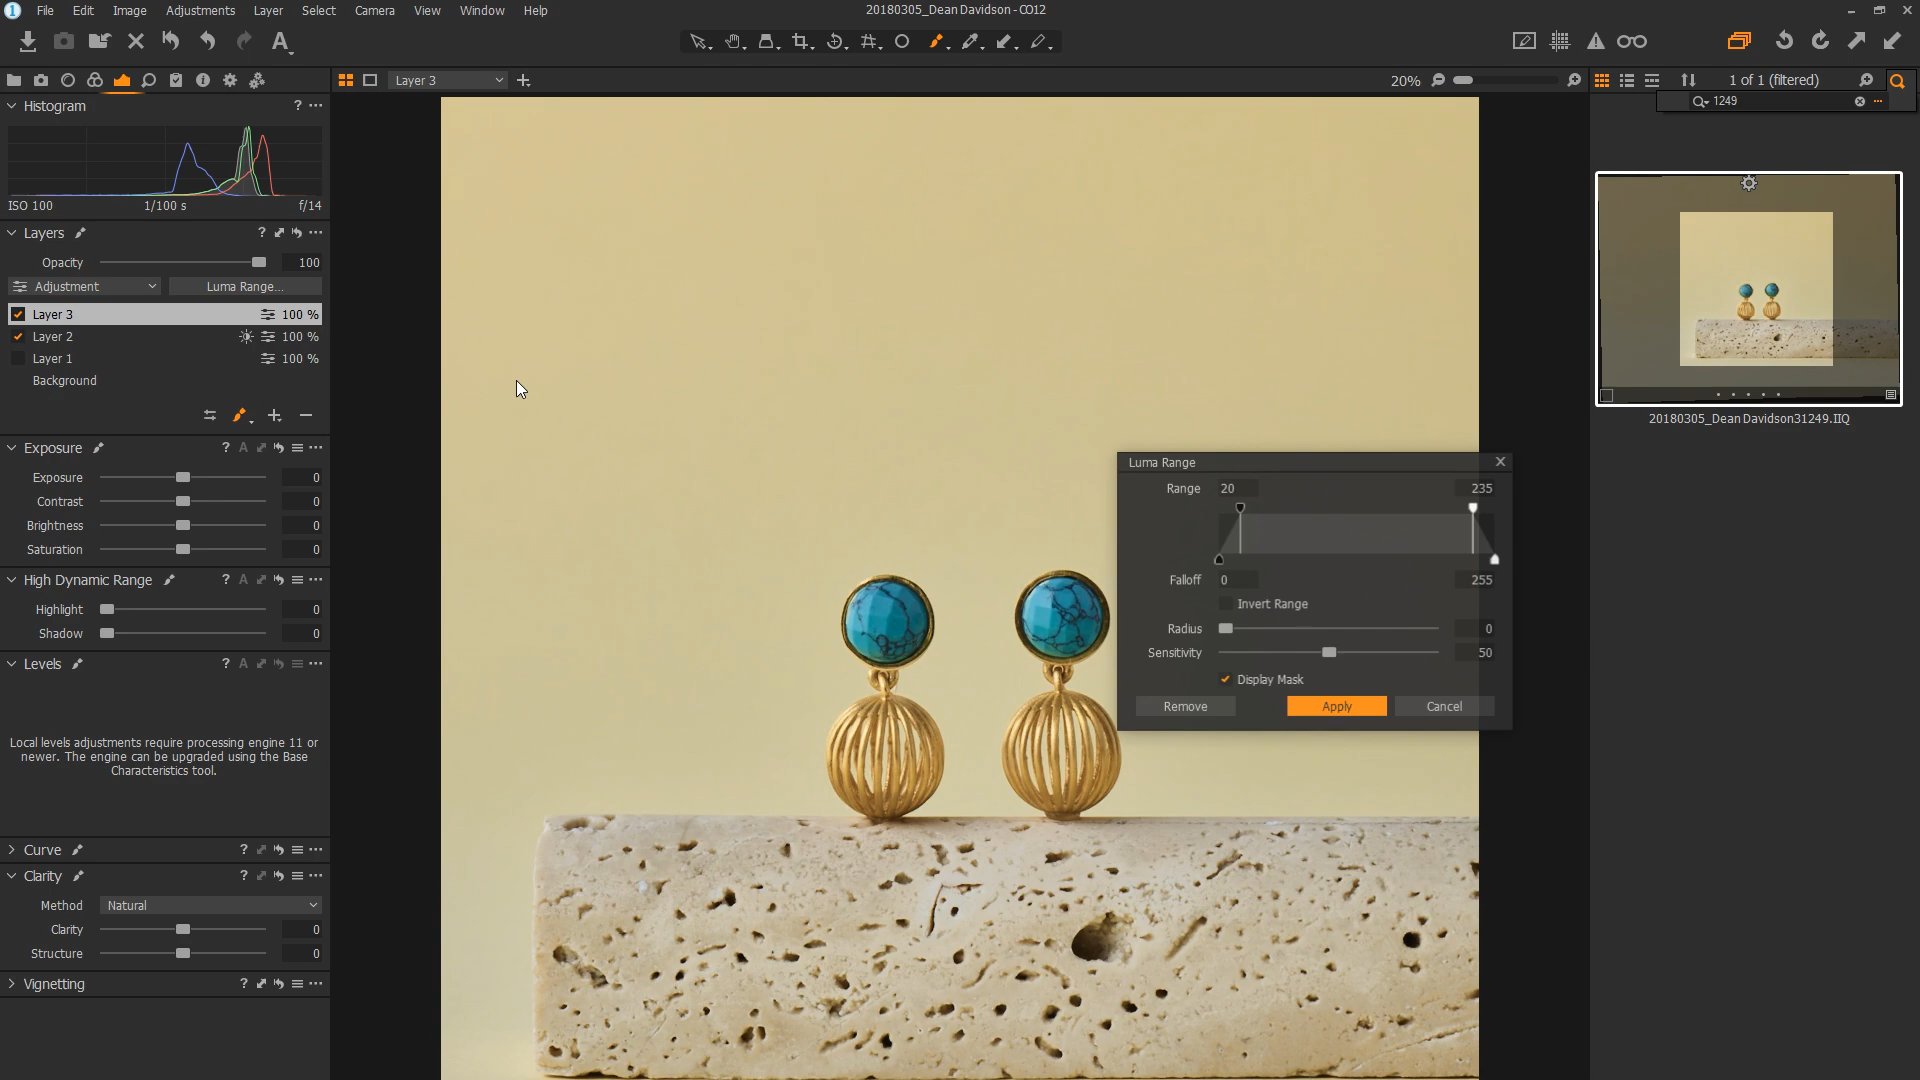 1 File Edit Image Adjustments Layer Select Camera View Window Help 20180305_Dean Davidson - CO12
A
Layer 3 20% 1 of 1 (filtered)
1249
Histogram ? ...
ISO 100 1/100 s f/14
Layers ? ...
Opacity 100
Adjustment Luma Range...
Layer 3 100 %
Layer 2 100 %
Layer 1 100 %
Background
Exposure ? A ...
Exposure 0
Contrast 0
Brightness 0
Saturation 0
High Dynamic Range ? A ...
Highlight 0
Shadow 0
Levels ? A ...
Local levels adjustments require processing engine 11 or
newer. The engine can be upgraded using the Base
Characteristics tool.
Curve ? ...
Clarity ? ...
Method Natural
Clarity 0
Structure 0
Vignetting ? ...
Luma Range X
Range 20 235
Falloff 0 255
Invert Range
Radius 0
Sensitivity 50
Display Mask
Remove Apply Cancel
20180305_Dean Davidson31249.IIQ